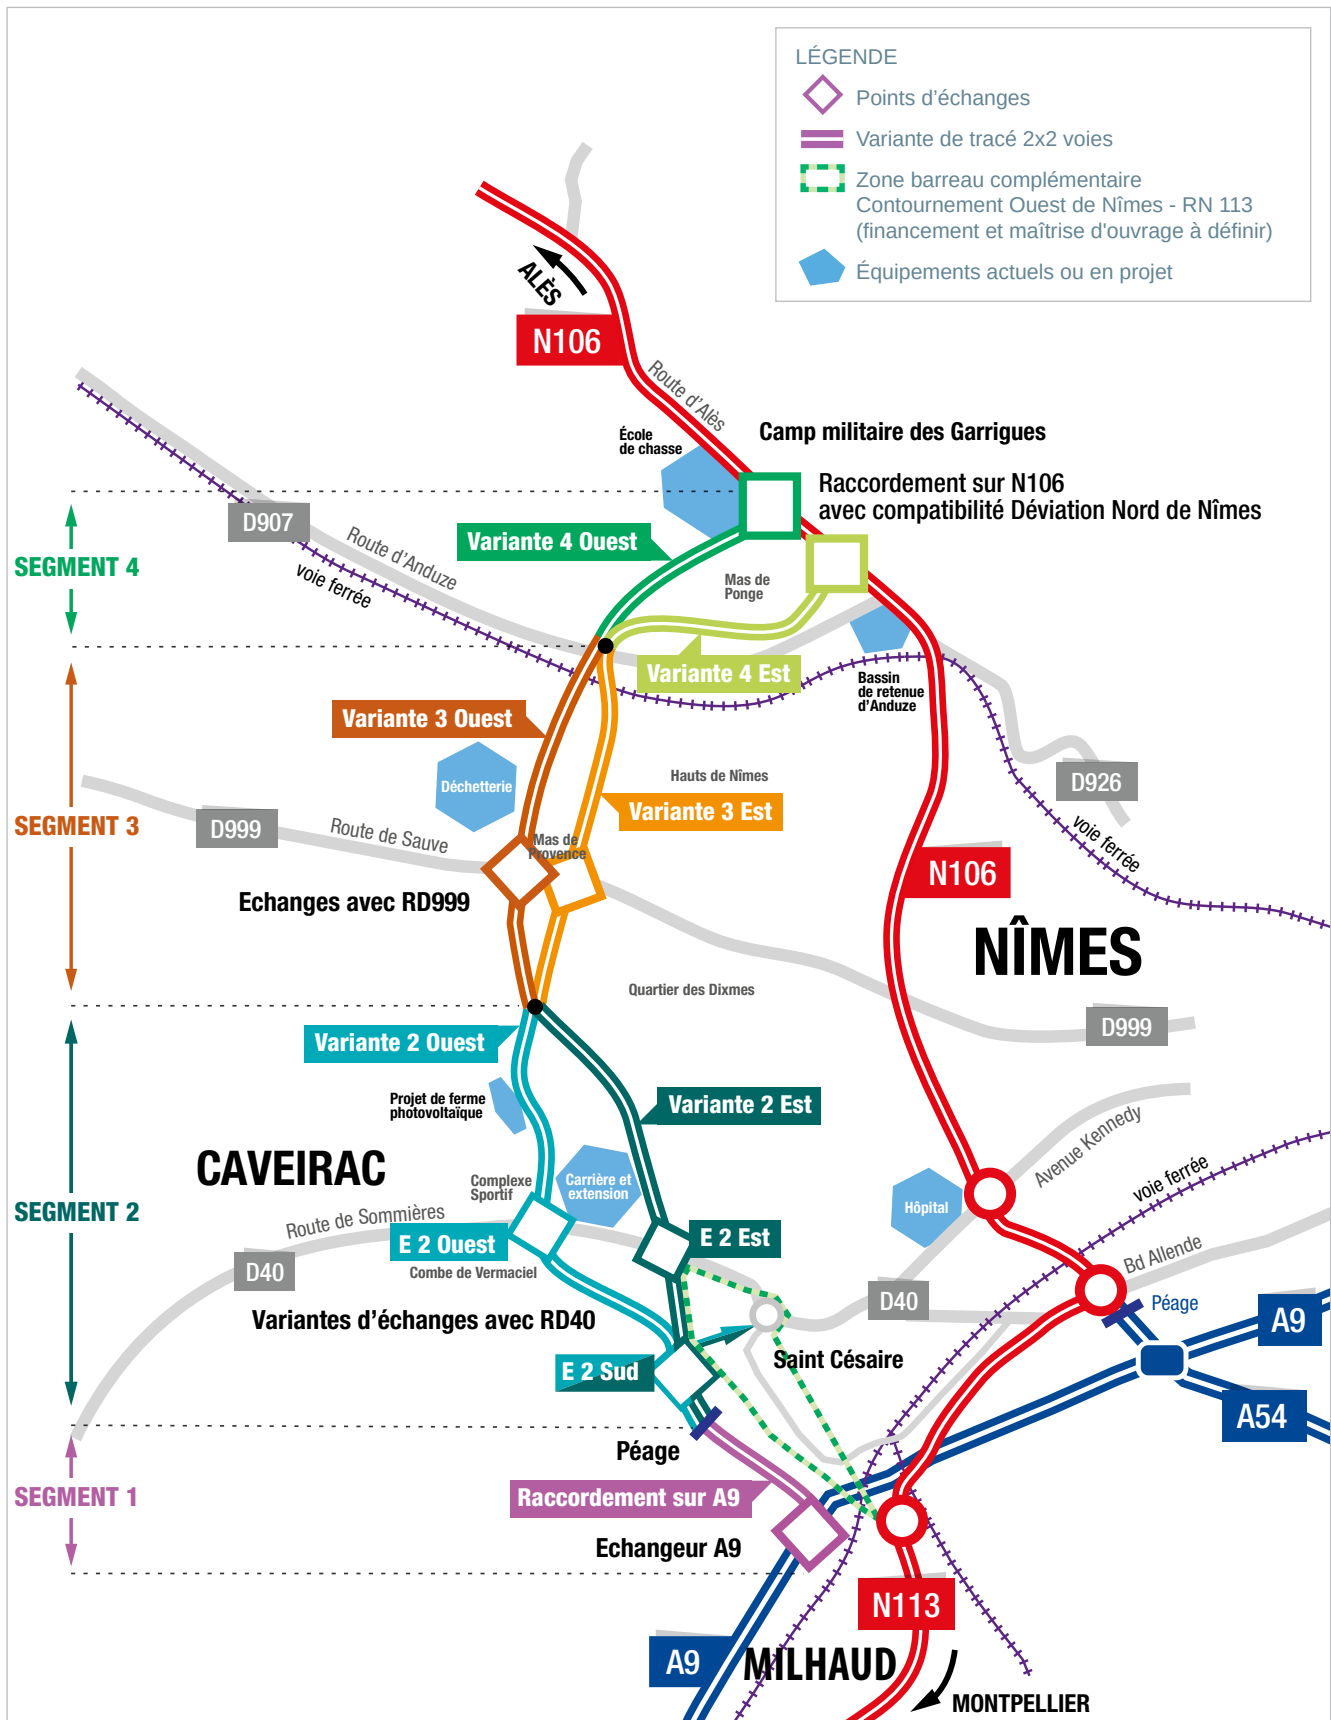 LÉGENDE
Points d'échanges
Variante de tracé 2x2 voies
Zone barreau complémentaire
Contournement Ouest de Nîmes - RN 113
(financement et maîtrise d'ouvrage à définir)
Équipements actuels ou en projet
ALÈS
N106
Route d'Alès
École
de chasse
Camp militaire des Garrigues
Raccordement sur N106
avec compatibilité Déviation Nord de Nîmes
D907
Route d'Anduze
voie ferrée
Variante 4 Ouest
SEGMENT 4
Mas de
Ponge
Variante 4 Est
Bassin
de retenue
d'Anduze
Variante 3 Ouest
Déchetterie
Hauts de Nîmes
Variante 3 Est
D926
voie ferrée
SEGMENT 3
D999
Route de Sauve
Mas de
Provence
N106
Echanges avec RD999
NÎMES
Quartier des Dixmes
D999
Variante 2 Ouest
Projet de ferme
photovoltaïque
Variante 2 Est
CAVEIRAC
Complexe
Sportif
Carrière et
extension
Hôpital
Avenue Kennedy
voie ferrée
SEGMENT 2
Route de Sommières
E 2 Ouest
E 2 Est
Combe de Vermaciel
D40
Bd Allende
D40
Péage
A9
Variantes d'échanges avec RD40
Saint Césaire
E 2 Sud
A54
Péage
SEGMENT 1
Raccordement sur A9
Echangeur A9
N113
A9
MILHAUD
MONTPELLIER